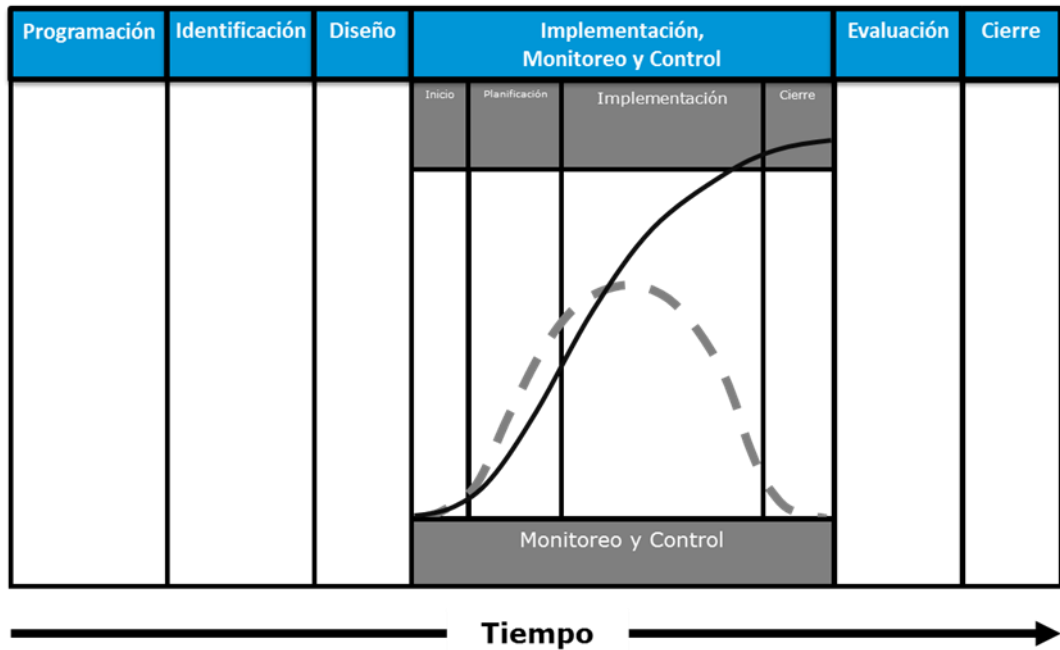 Programación
Identificación
Diseño
Implementación,
Monitoreo y Control
Evaluación
Cierre
Inicio
Planificación
Implementación
Cierre
Monitoreo y Control
Tiempo